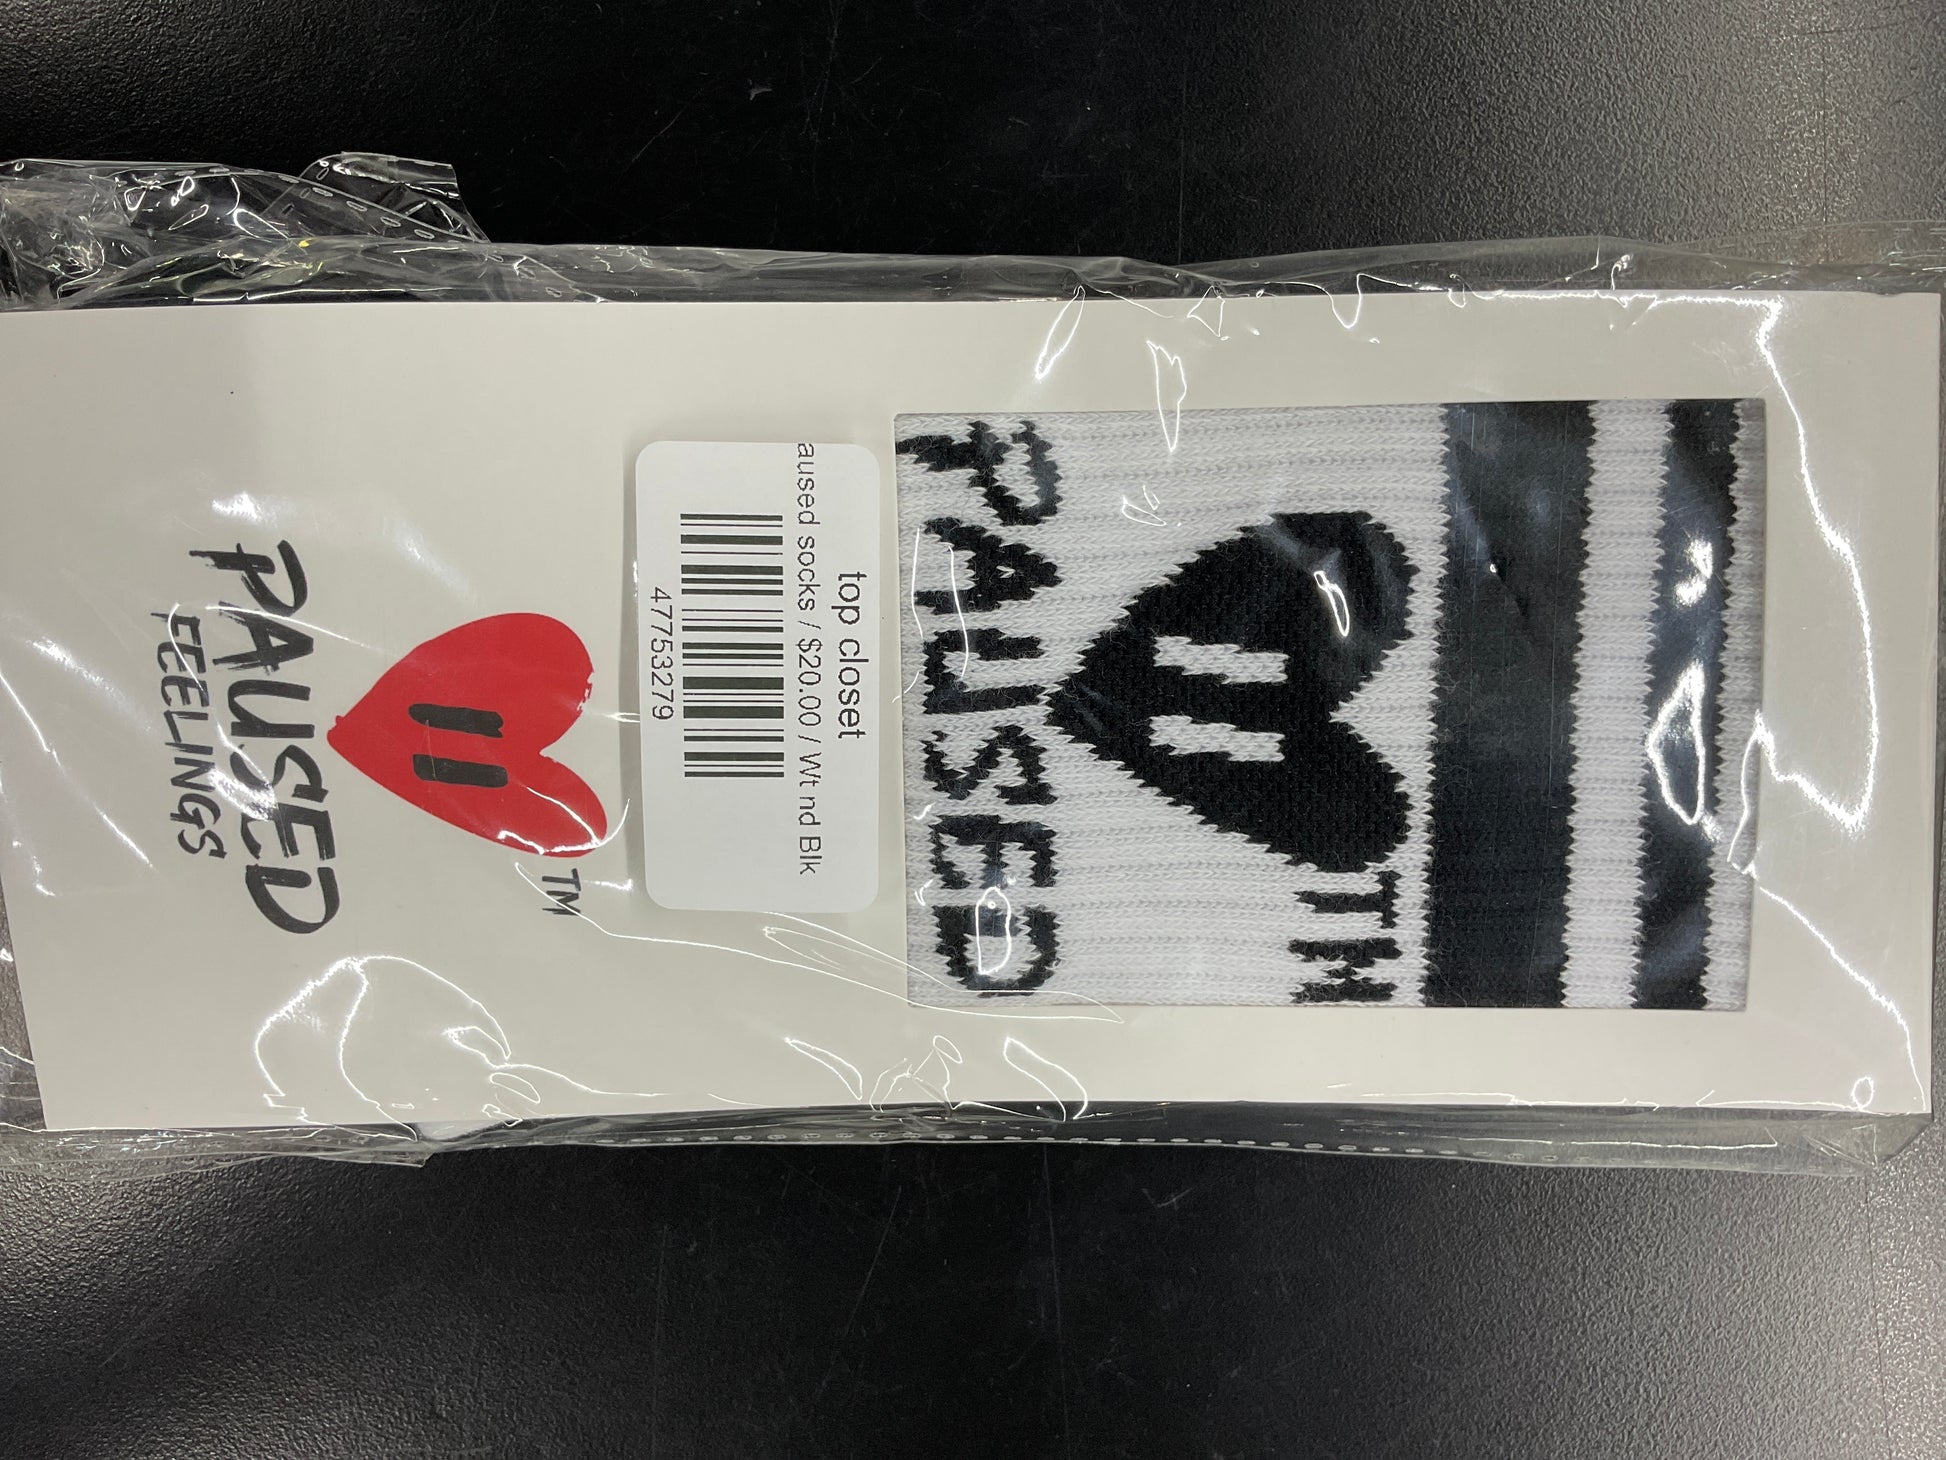 TM
PAUSED
top closet
aused socks / $20.00 / Wt nd Blk
47753279
TM
PAUSED
FEELINGS